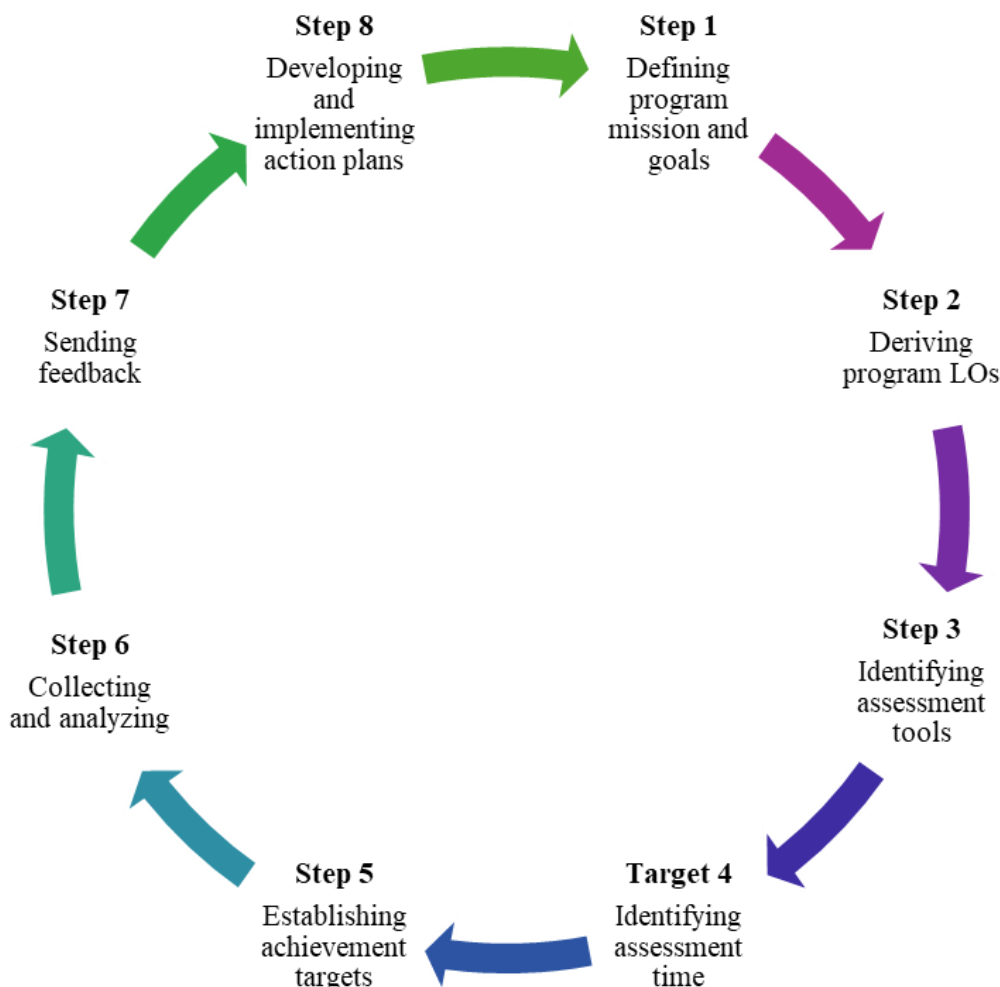 Step 1
Defining
program
mission and
goals
Step 2
Deriving
program LOs
Step 3
Identifying
assessment
tools
Target 4
Identifying
assessment
time
Step 5
Establishing
achievement
targets
Step 6
Collecting
and analyzing
Step 7
Sending
feedback
Step 8
Developing
and
implementing
action plans